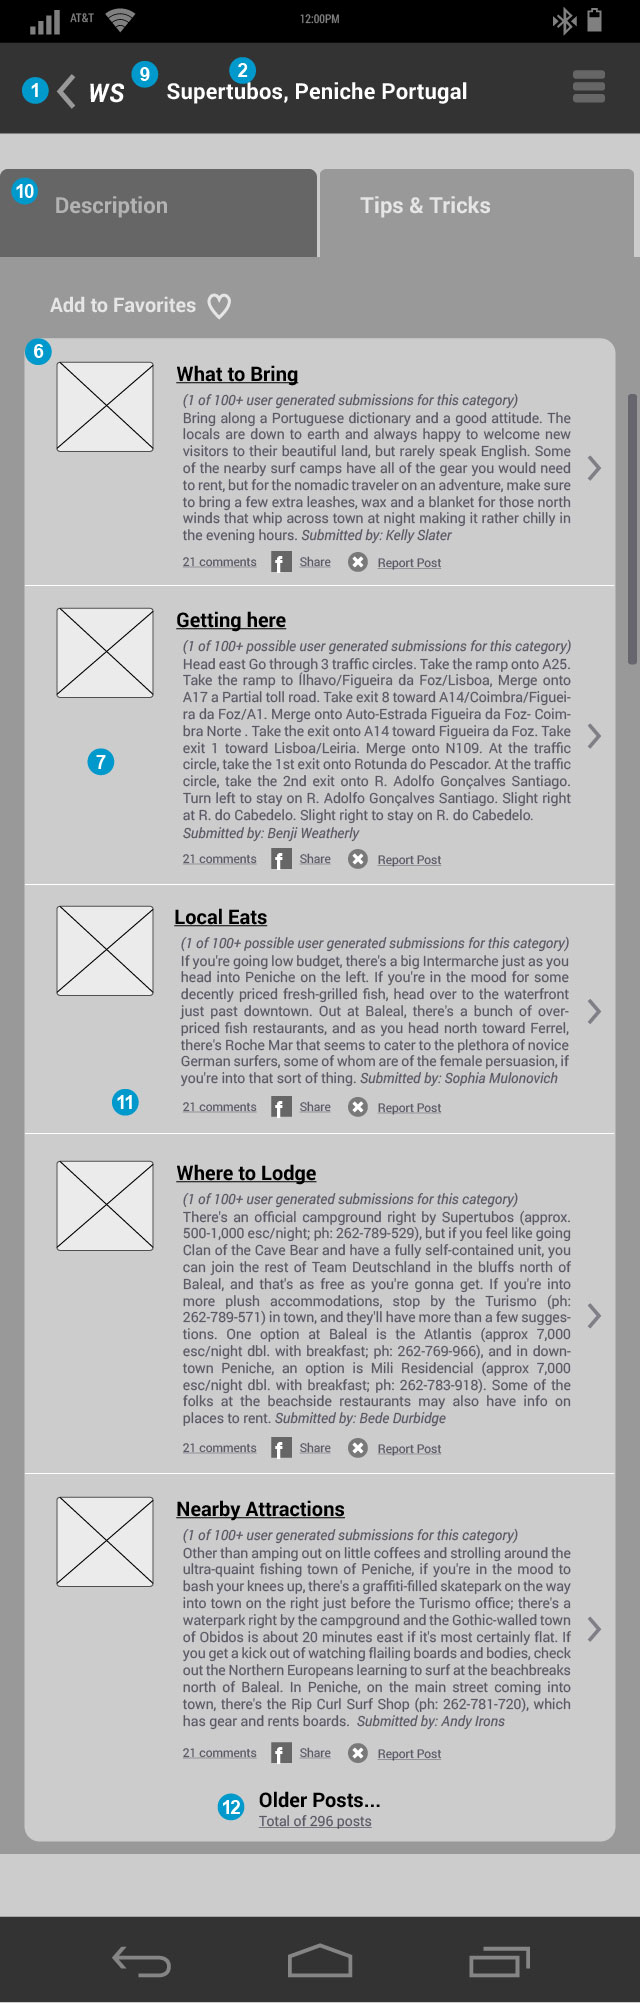 AT&T
12:00PM
1
WS
9
2
Supertubos, Peniche Portugal
10
Description
Tips & Tricks
Add to Favorites
6
What to Bring
(1 of 100+ user generated submissions for this category)
Bring along a Portuguese dictionary and a good attitude. The
locals are down to earth and always happy to welcome new
visitors to their beautiful land, but rarely speak English. Some
of the nearby surf camps have all of the gear you would need
to rent, but for the nomadic traveler on an adventure, make sure
to bring a few extra leashes, wax and a blanket for those north
winds that whip across town at night making it rather chilly in
the evening hours. Submitted by: Kelly Slater
21 comments
f
Share
Report Post
Getting here
(1 of 100+ possible user generated submissions for this category)
Head east Go through 3 traffic circles. Take the ramp onto A25.
Take the ramp to Ílhavo/Figueira da Foz/Lisboa, Merge onto
A17 a Partial toll road. Take exit 8 toward A14/Coimbra/Figuei-
ra da Foz/A1. Merge onto Auto-Estrada Figueira da Foz- Coim-
bra Norte . Take the exit onto A14 toward Figueira da Foz. Take
exit 1 toward Lisboa/Leiria. Merge onto N109. At the traffic
circle, take the 1st exit onto Rotunda do Pescador. At the traffic
circle, take the 2nd exit onto R. Adolfo Gonçalves Santiago.
Turn left to stay on R. Adolfo Gonçalves Santiago. Slight right
at R. do Cabedelo. Slight right to stay on R. do Cabedelo.
Submitted by: Benji Weatherly
7
21 comments
f
Share
Report Post
Local Eats
(1 of 100+ possible user generated submissions for this category)
If you're going low budget, there's a big Intermarche just as you
head into Peniche on the left. If you're in the mood for some
decently priced fresh-grilled fish, head over to the waterfront
just past downtown. Out at Baleal, there's a bunch of over-
priced fish restaurants, and as you head north toward Ferrel,
there's Roche Mar that seems to cater to the plethora of novice
German surfers, some of whom are of the female persuasion, if
you're into that sort of thing. Submitted by: Sophia Mulonovich
11
21 comments
f
Share
Report Post
Where to Lodge
(1 of 100+ user generated submissions for this category)
There's an official campground right by Supertubos (approx.
500-1,000 esc/night; ph: 262-789-529), but if you feel like going
Clan of the Cave Bear and have a fully self-contained unit, you
can join the rest of Team Deutschland in the bluffs north of
Baleal, and that's as free as you're gonna get. If you're into
more plush accommodations, stop by the Turismo (ph:
262-789-571) in town, and they'll have more than a few sugges-
tions. One option at Baleal is the Atlantis (approx 7,000
esc/night dbl. with breakfast; ph: 262-769-966), and in down-
town Peniche, an option is Mili Residencial (approx 7,000
esc/night dbl. with breakfast; ph: 262-783-918). Some of the
folks at the beachside restaurants may also have info on
places to rent. Submitted by: Bede Durbidge
21 comments
f
Share
Report Post
Nearby Attractions
(1 of 100+ user generated submissions for this category)
Other than amping out on little coffees and strolling around the
ultra-quaint fishing town of Peniche, if you're in the mood to
bash your knees up, there's a graffiti-filled skatepark on the way
into town on the right just before the Turismo office; there's a
waterpark right by the campground and the Gothic-walled town
of Obidos is about 20 minutes east if it's most certainly flat. If
you get a kick out of watching flailing boards and bodies, check
out the Northern Europeans learning to surf at the beachbreaks
north of Baleal. In Peniche, on the main street coming into
town, there's the Rip Curl Surf Shop (ph: 262-781-720), which
has gear and rents boards. Submitted by: Andy Irons
21 comments
f
Share
Report Post
12
Older Posts...
Total of 296 posts